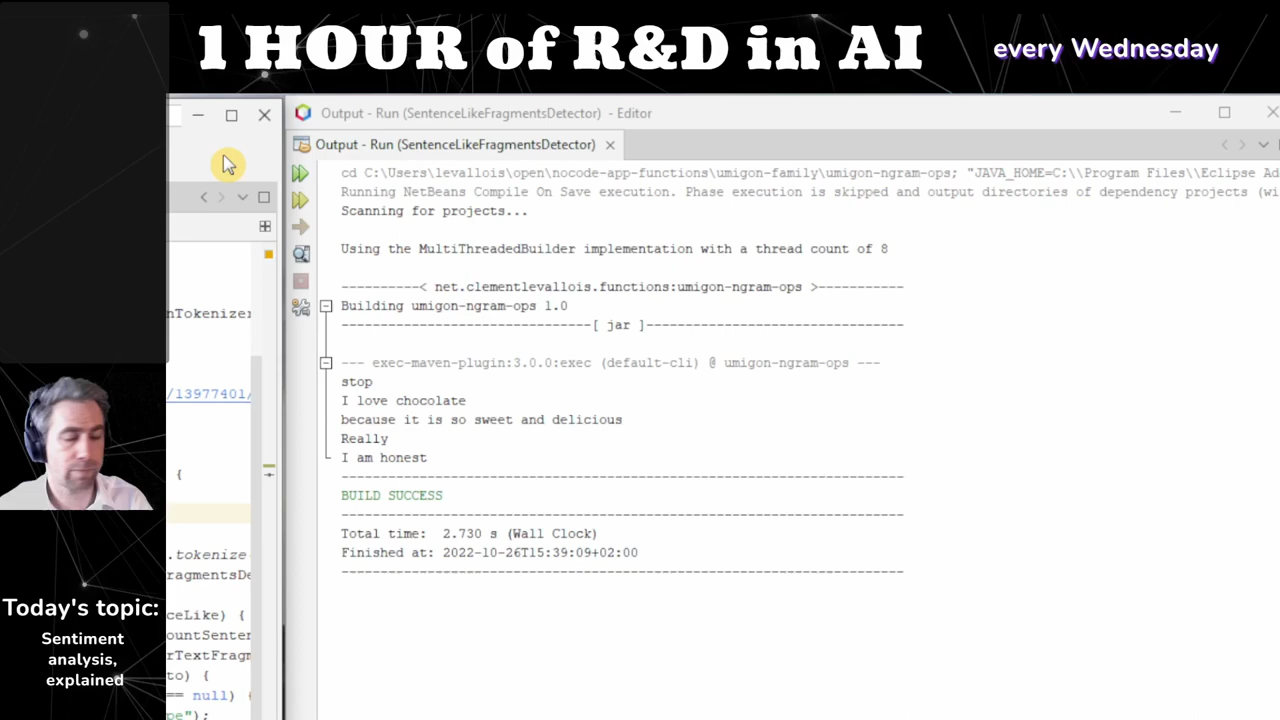 1 HOUR of R&D in AI
every Wednesday
Output - Run (SentenceLikeFragmentsDetector) - Editor
Output - Run (SentenceLikeFragmentsDetector)
cd C:\Users\levallois\open\nocode-app-functions\umigon-family\umigon-ngram-ops; "JAVA_HOME=C:\\Program Files\\Eclipse Ad
Running NetBeans Compile On Save execution. Phase execution is skipped and output directories of dependency projects (wi
Scanning for projects...
Using the MultiThreadedBuilder implementation with a thread count of 8
----------< net.clementlevallois.functions:umigon-ngram-ops >-----------
Building umigon-ngram-ops 1.0
--------------------------------[ jar ]---------------------------------
--- exec-maven-plugin:3.0.0:exec (default-cli) @ umigon-ngram-ops ---
stop
I love chocolate
because it is so sweet and delicious
Really
I am honest
------------------------------------------------------------------------
BUILD SUCCESS
------------------------------------------------------------------------
Total time:  2.730 s (Wall Clock)
Finished at: 2022-10-26T15:39:09+02:00
------------------------------------------------------------------------
nTokenizer
/13977401/
{
.tokenize(
ragmentsDe
ceLike) {
ountSenten
rTextFragm
to) {
== null) {
pe");
Today's topic:
Sentiment
analysis,
explained